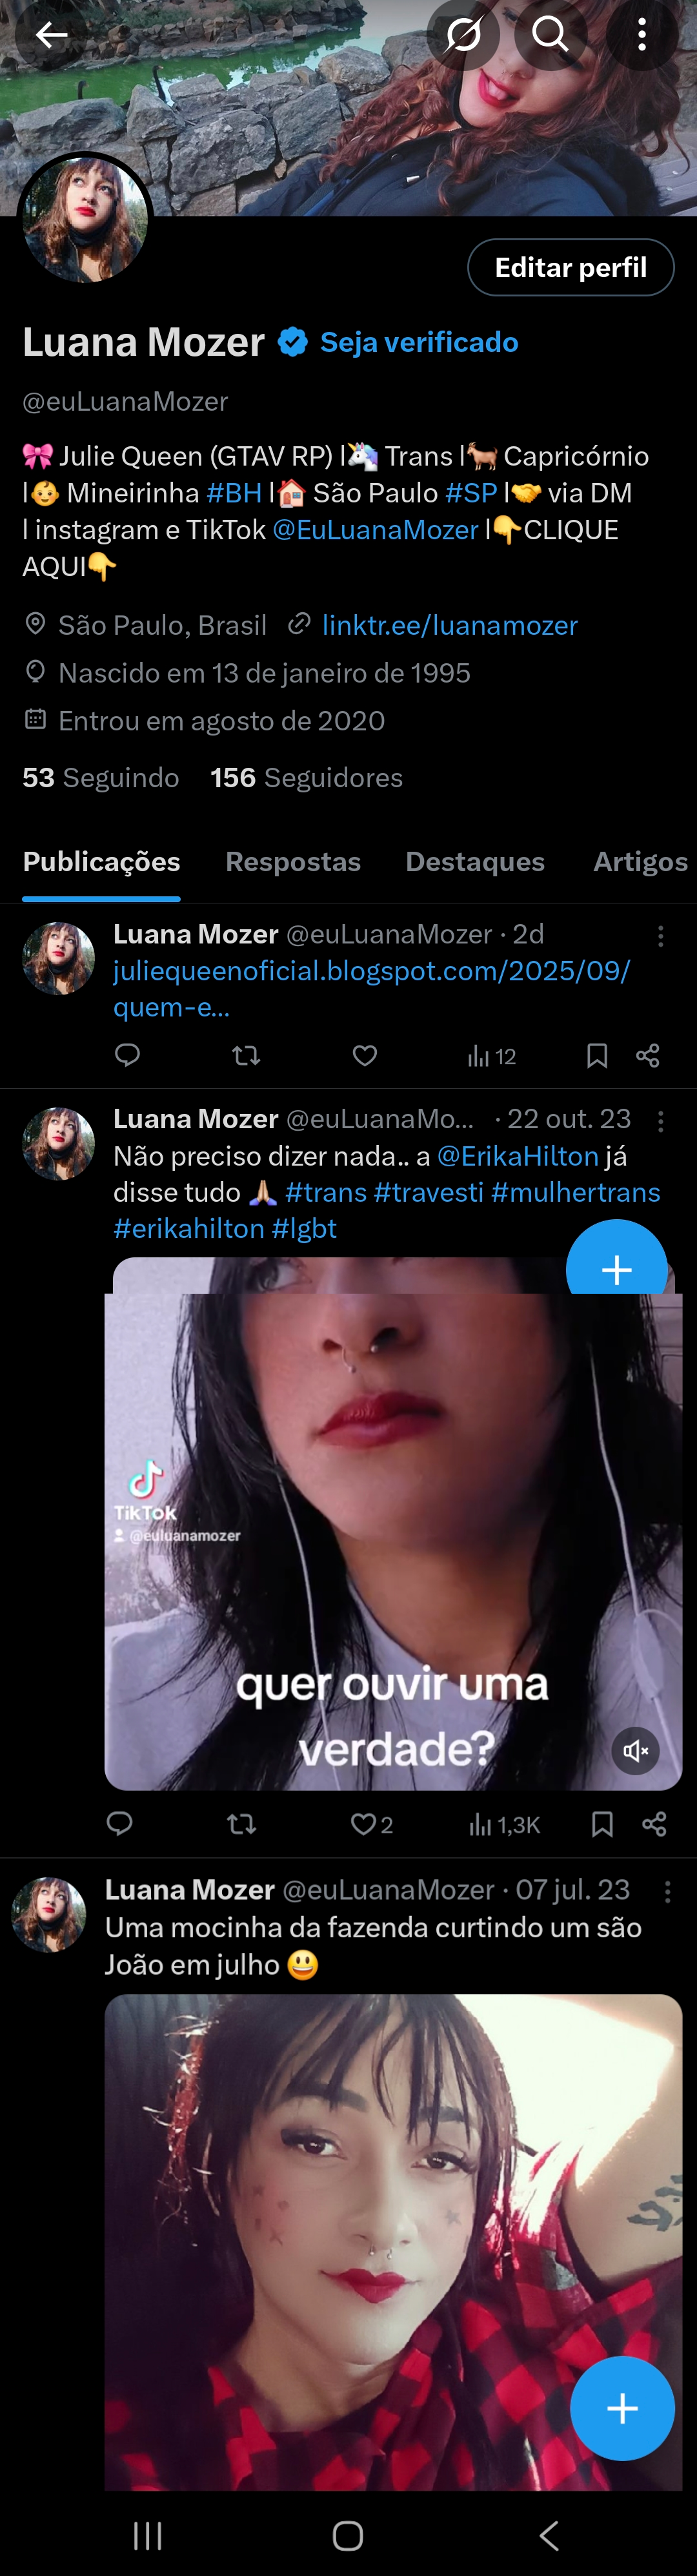 Editar perfil
Luana Mozer Seja verificado
@euLuanaMozer
🎀 Julie Queen (GTAV RP) l🦄 Trans l🐐 Capricórnio
l👶 Mineirinha #BH l🏠 São Paulo #SP l🤝 via DM
l instagram e TikTok @EuLuanaMozer l👇CLIQUE
AQUI👇
São Paulo, Brasil linktr.ee/luanamozer
Nascido em 13 de janeiro de 1995
Entrou em agosto de 2020
53 Seguindo 156 Seguidores
Publicações Respostas Destaques Artigos
Luana Mozer @euLuanaMozer · 2d
juliequeenoficial.blogspot.com/2025/09/
quem-e...
12
Luana Mozer @euLuanaMo... · 22 out. 23
Não preciso dizer nada.. a @ErikaHilton já
disse tudo 🙏🏼 #trans #travesti #mulhertrans
#erikahilton #lgbt
TikTok
@euluanamozer
quer ouvir uma
verdade?
2 1,3K
Luana Mozer @euLuanaMozer · 07 jul. 23
Uma mocinha da fazenda curtindo um são
João em julho 😃